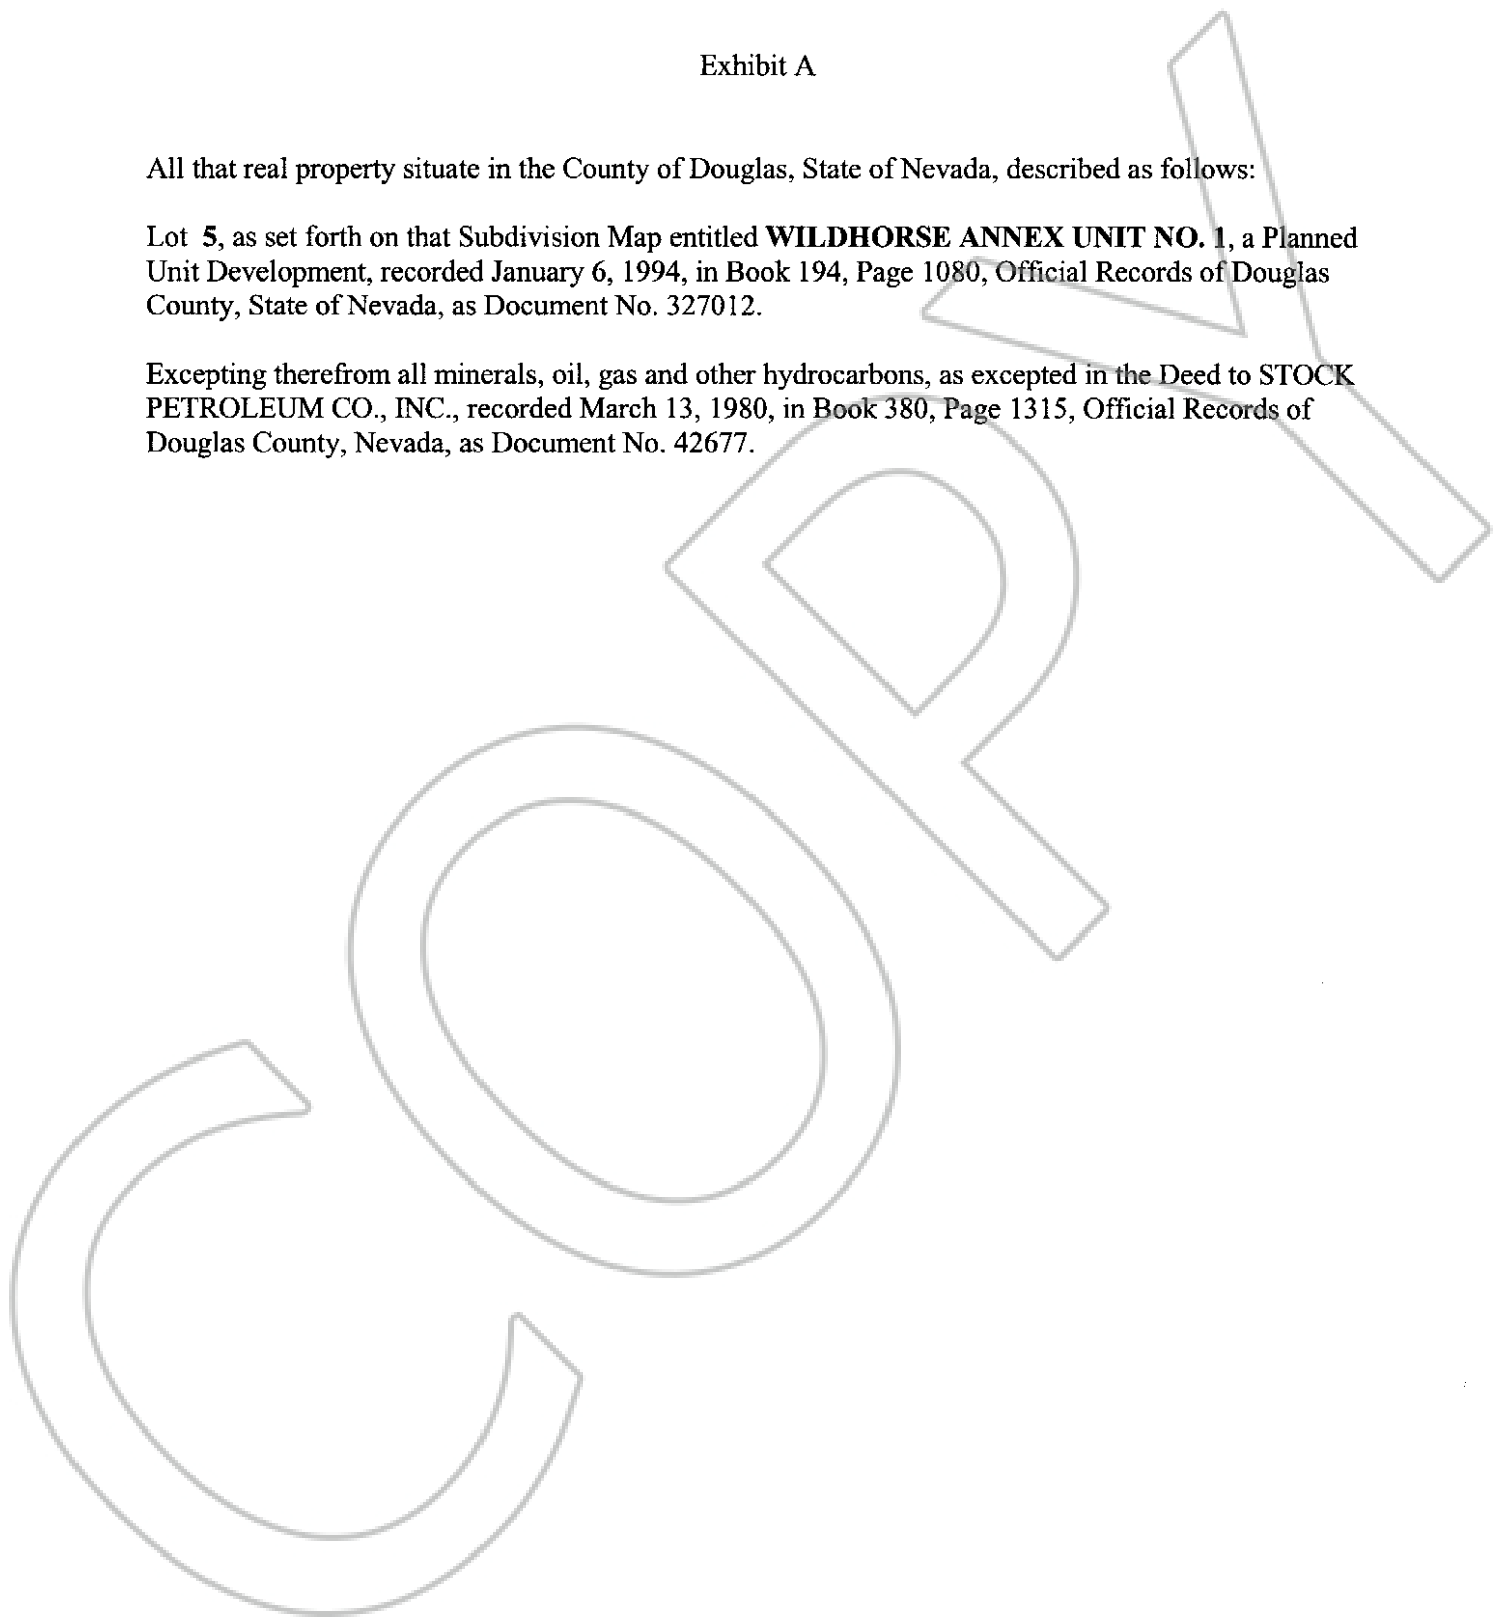 Exhibit A
All that real property situate in the County of Douglas, State of Nevada, described as follows:
Lot 5, as set forth on that Subdivision Map entitled WILDHORSE ANNEX UNIT NO. 1, a Planned
Unit Development, recorded January 6, 1994, in Book 194, Page 1080, Official Records of Douglas
County, State of Nevada, as Document No. 327012.
Excepting therefrom all minerals, oil, gas and other hydrocarbons, as excepted in the Deed to STOCK
PETROLEUM CO., INC., recorded March 13, 1980, in Book 380, Page 1315, Official Records of
Douglas County, Nevada, as Document No. 42677.
COPY